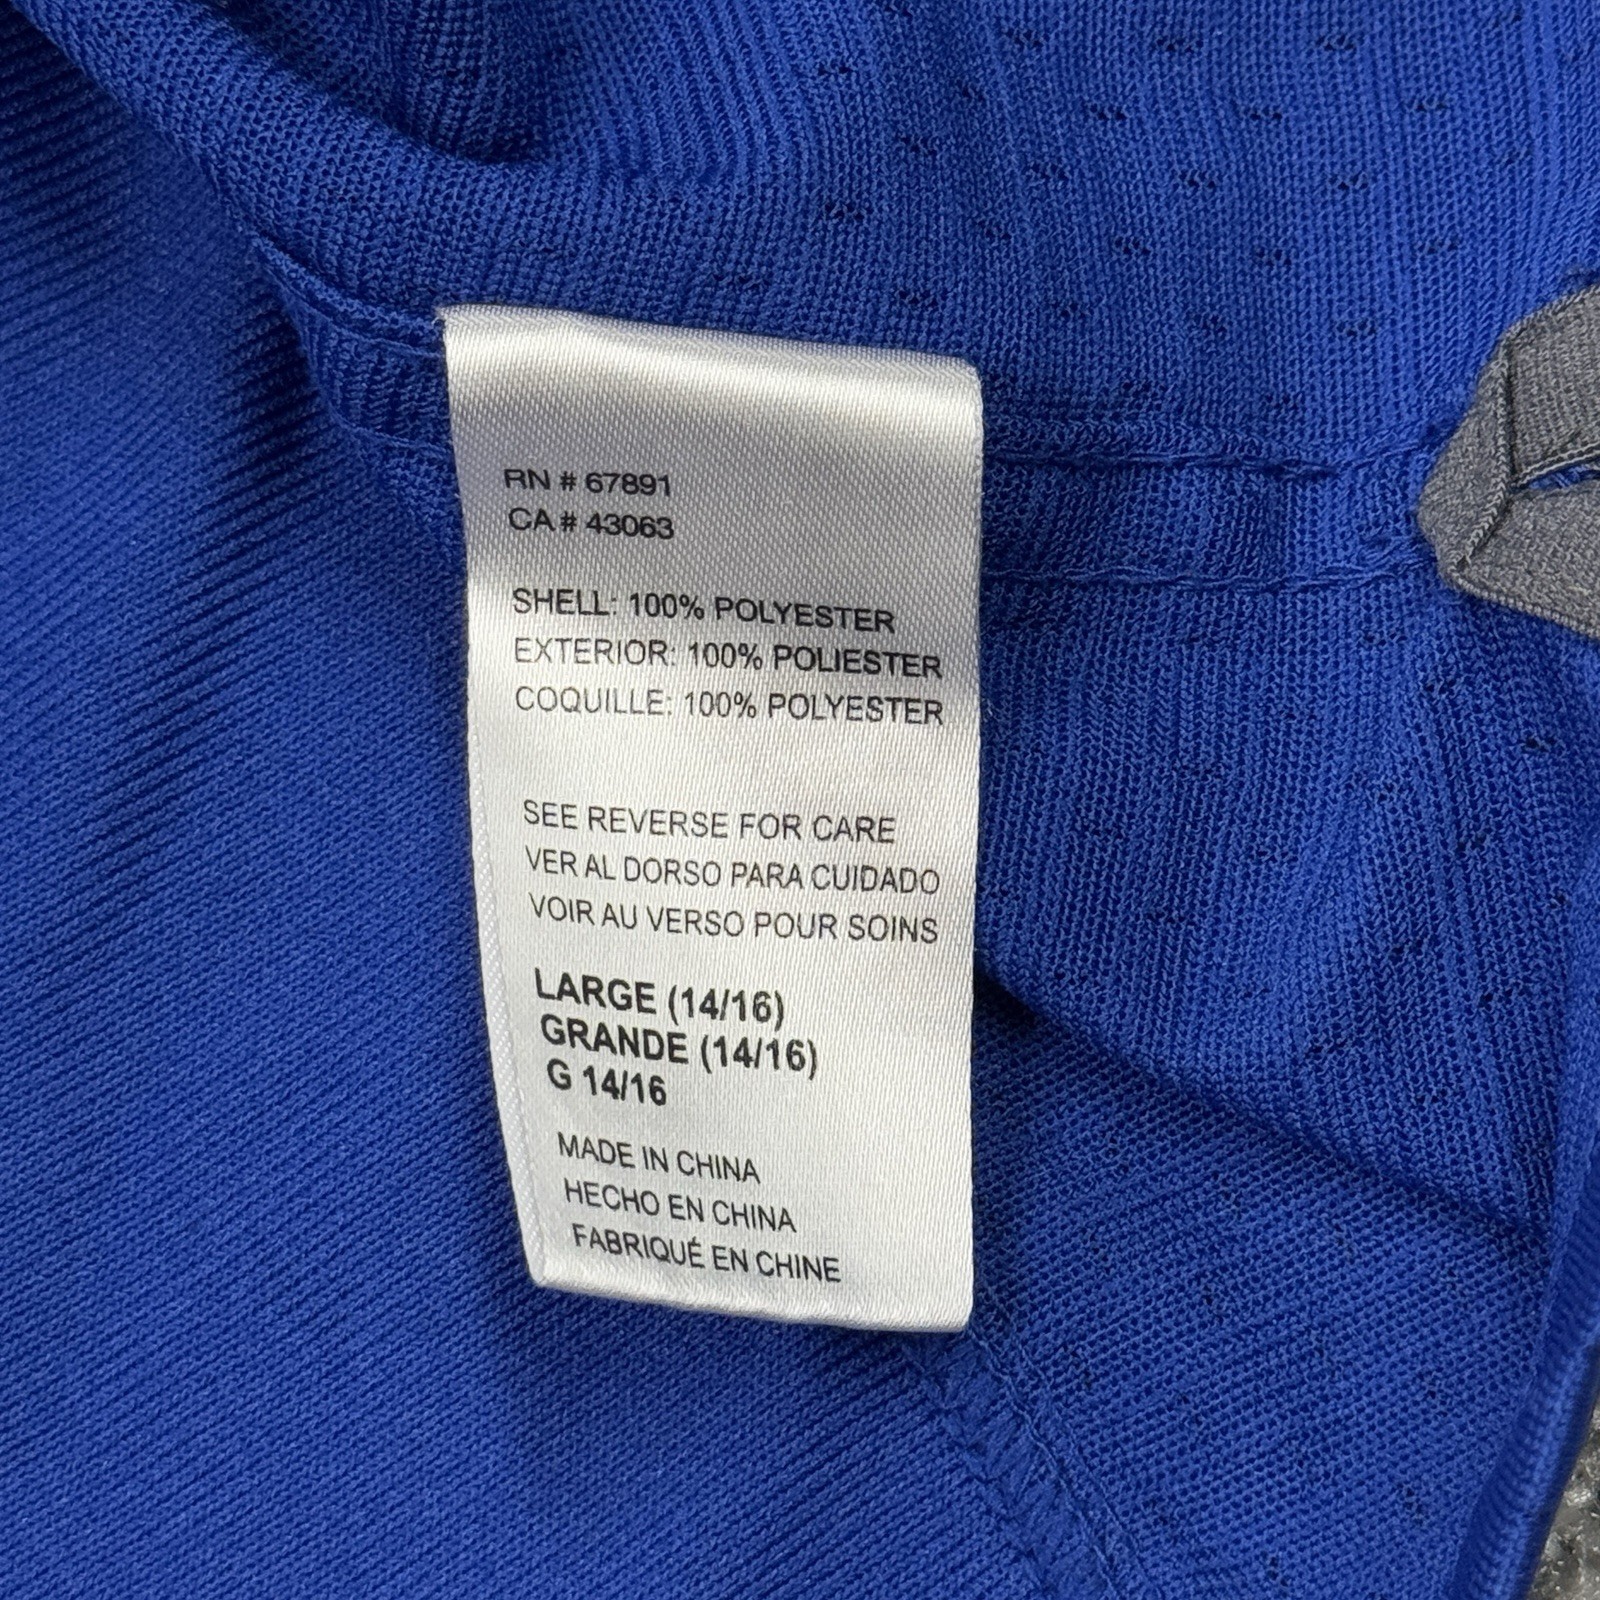 RN # 67891
CA # 43063
SHELL: 100% POLYESTER
EXTERIOR: 100% POLIESTER
COQUILLE: 100% POLYESTER
SEE REVERSE FOR CARE
VER AL DORSO PARA CUIDADO
VOIR AU VERSO POUR SOINS
LARGE (14/16)
GRANDE (14/16)
G 14/16
MADE IN CHINA
HECHO EN CHINA
FABRIQUÉ EN CHINE